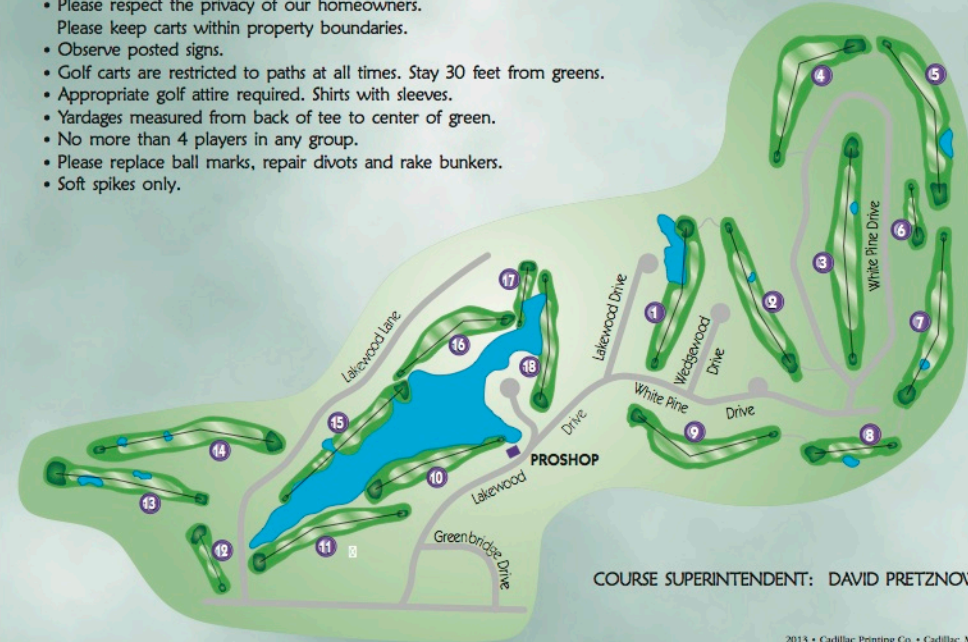 • Please respect the privacy of our homeowners.
Please keep carts within property boundaries.
• Observe posted signs.
• Golf carts are restricted to paths at all times. Stay 30 feet from greens.
• Appropriate golf attire required. Shirts with sleeves.
• Yardages measured from back of tee to center of green.
• No more than 4 players in any group.
• Please replace ball marks, repair divots and rake bunkers.
• Soft spikes only.
4
5
6
3
White Pine Drive
7
17
Lakewood Lane
16
18
Lakewood Drive
1
Wedgewood
Drive
2
White Pine
Drive
9
8
15
14
13
12
11
10
PROSHOP
Lakewood
Drive
Greenbridge Drive
COURSE SUPERINTENDENT: DAVID PRETZNOW
2013 • Cadillac Printing Co. • Cadillac,